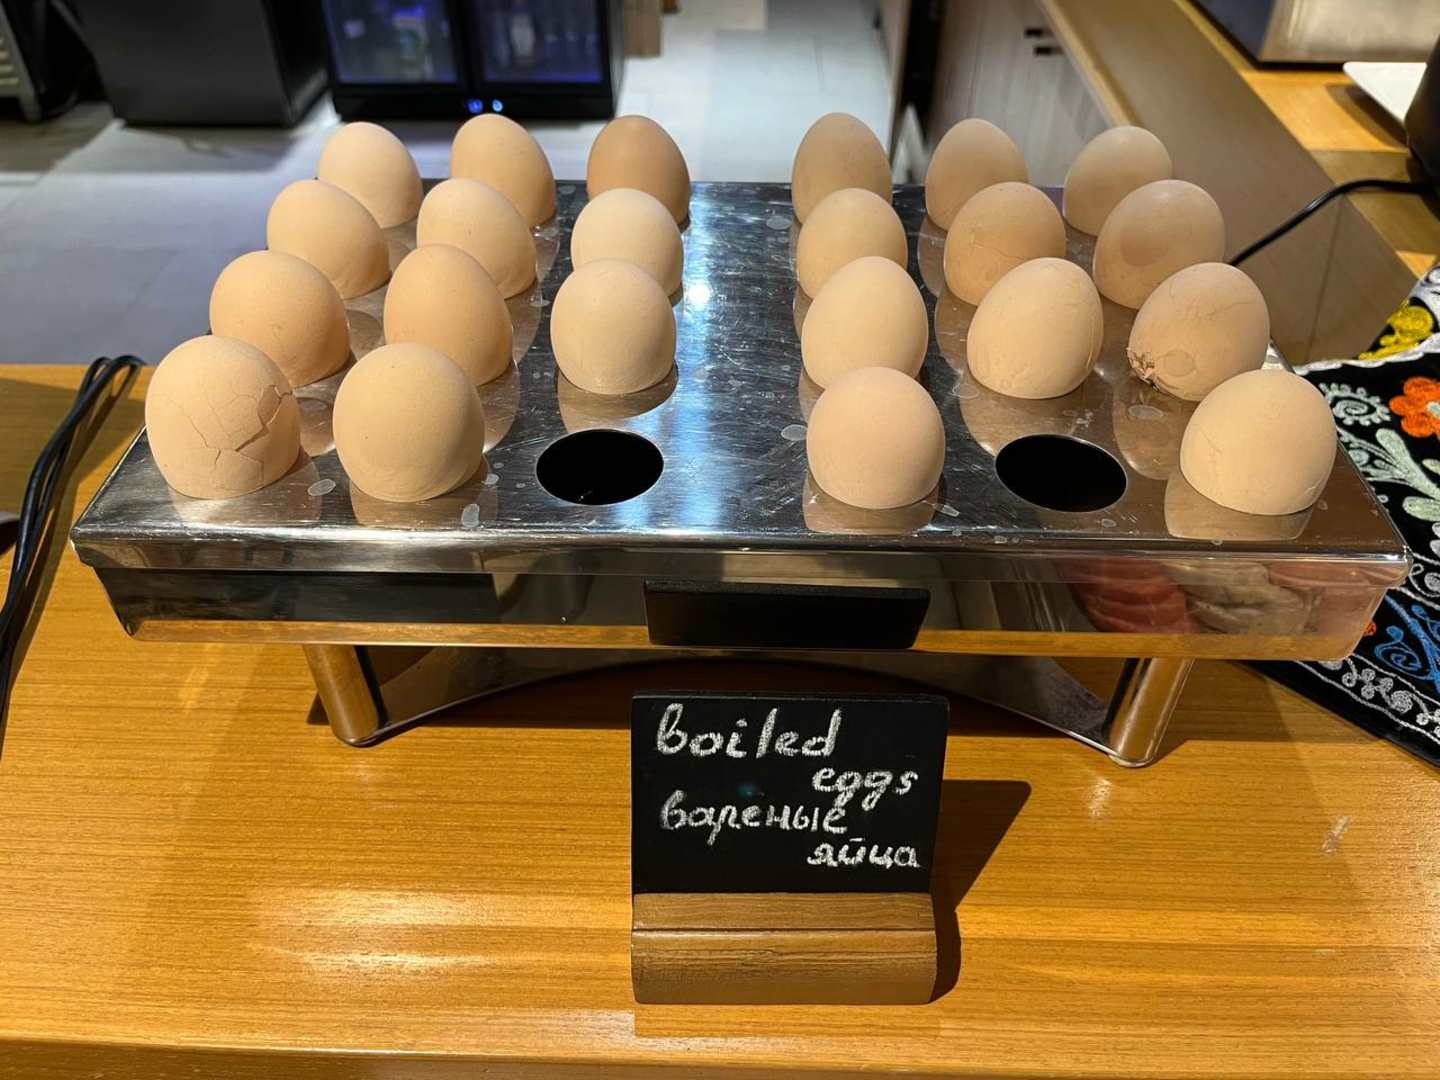 boiled
eggs
вареные
яйца